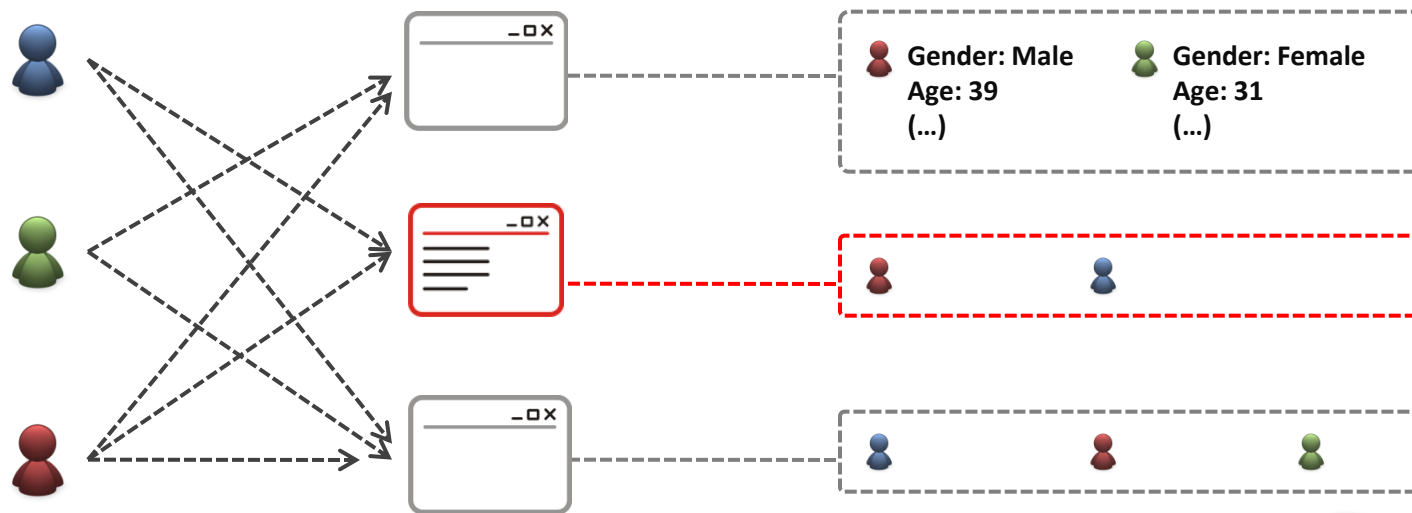 Gender: Male
Age: 39
(...)
Gender: Female
Age: 31
(...)